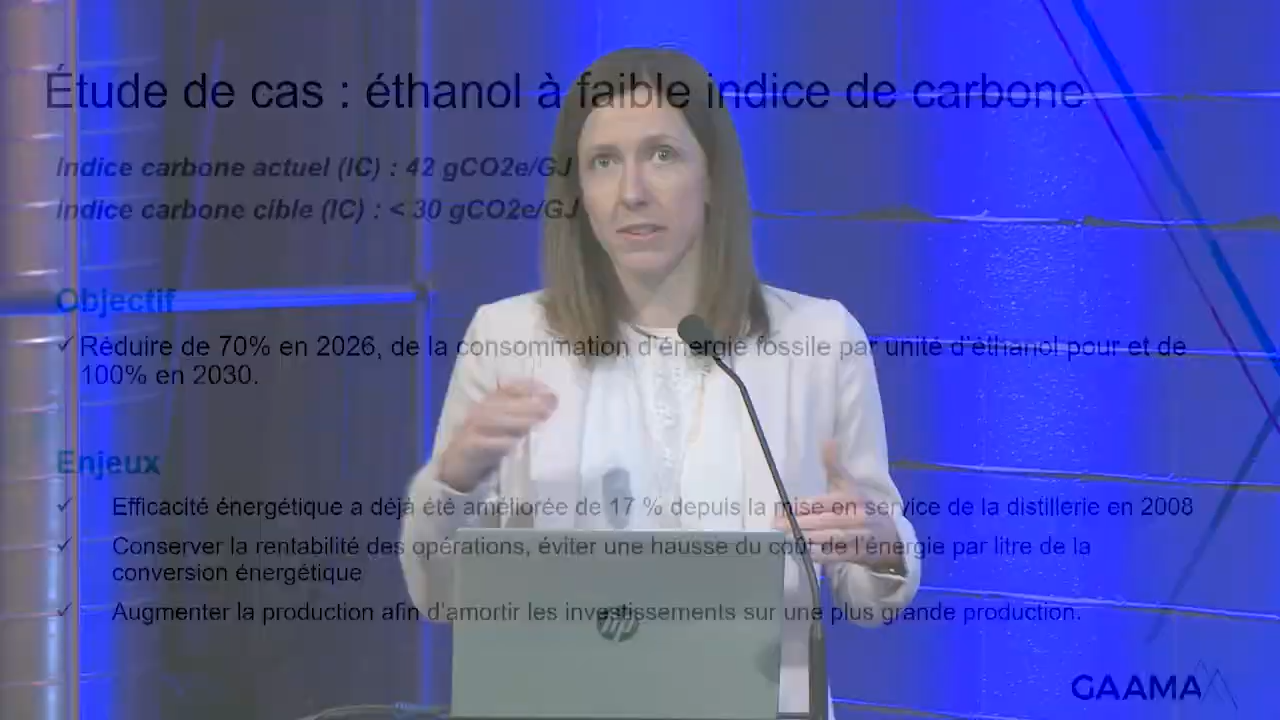 Étude de cas : éthanol à faible indice de carbone
Indice carbone actuel (IC) : 42 gCO2e/GJ
Indice carbone cible (IC) : < 30 gCO2e/GJ
Objectif
✓ Réduire de 70% en 2026, de la consommation d'énergie fossile par unité d'éthanol pour et de
100% en 2030.
Enjeux
✓ Efficacité énergétique a déjà été améliorée de 17 % depuis la mise en service de la distillerie en 2008
✓ Conserver la rentabilité des opérations, éviter une hausse du coût de l'énergie par litre de la
conversion énergétique
✓ Augmenter la production afin d'amortir les investissements sur une plus grande production.
hp
GAAMA